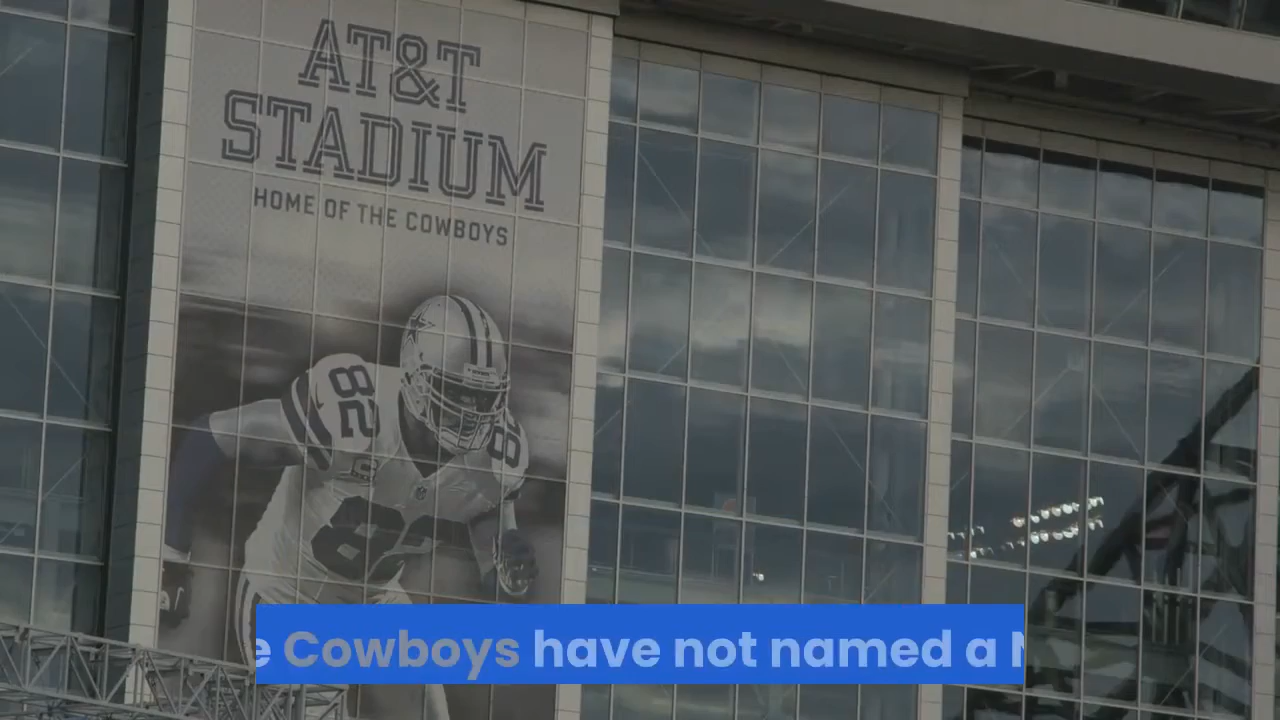 AT&T
STADIUM
HOME OF THE COWBOYS
82
82
82
Cowboys have not named a